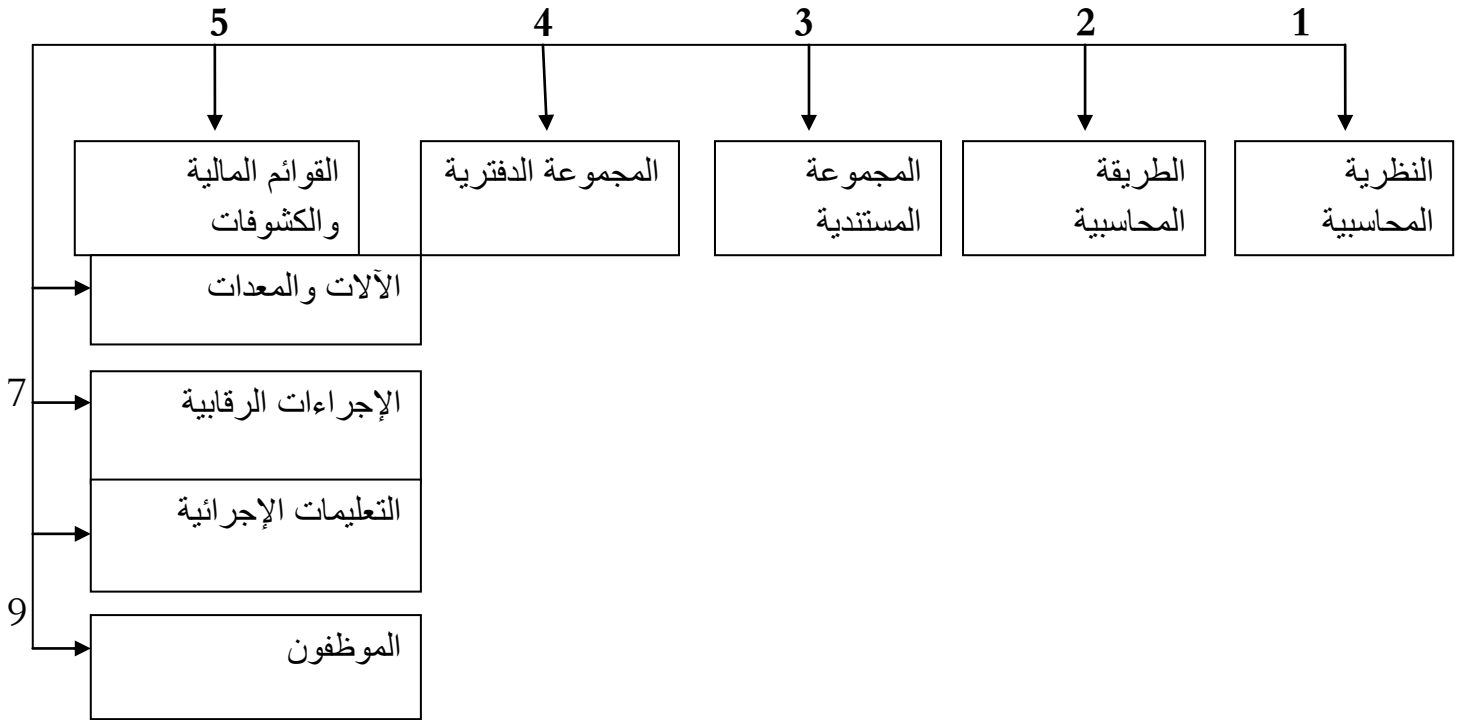 1
2
3
4
5
النظرية
المحاسبية
الطريقة
المحاسبية
المجموعة
المستندية
المجموعة الدفترية
القوائم المالية
والكشوفات
الآلات والمعدات
7
الإجراءات الرقابية
التعليمات الإجرائية
9
الموظفون